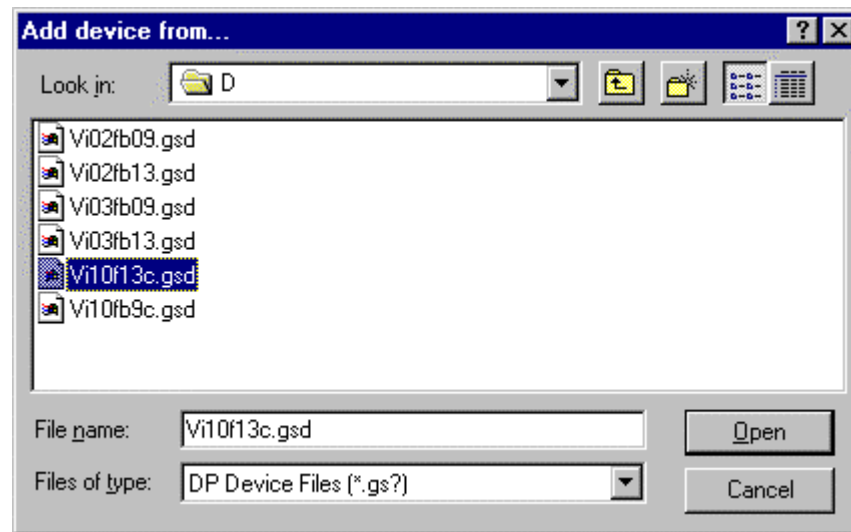 Add device from...
Look in: D
Vi02fb09.gsd
Vi02fb13.gsd
Vi03fb09.gsd
Vi03fb13.gsd
Vi10f13c.gsd
Vi10fb9c.gsd
File name: Vi10f13c.gsd Open
Files of type: DP Device Files (*.gs?) Cancel